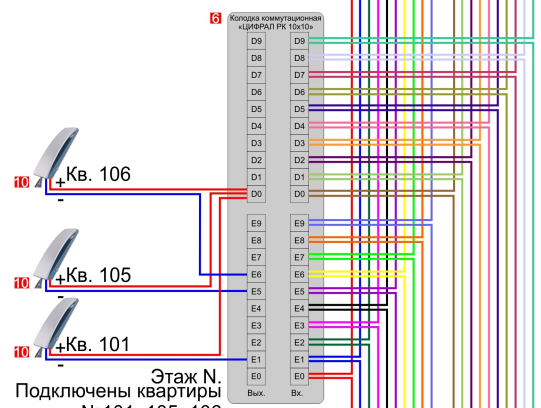 6
Колодка коммутационная
«ЦИФРАЛ РК 10x10»
D9 D9
D8 D8
D7 D7
D6 D6
D5 D5
D4 D4
D3 D3
D2 D2
D1 D1
D0 D0
E9 E9
E8 E8
E7 E7
E6 E6
E5 E5
E4 E4
E3 E3
E2 E2
E1 E1
E0 E0
Вых. Вх.
10 + Кв. 106
-
10 + Кв. 105
-
10 + Кв. 101
-
Этаж N.
Подключены квартиры